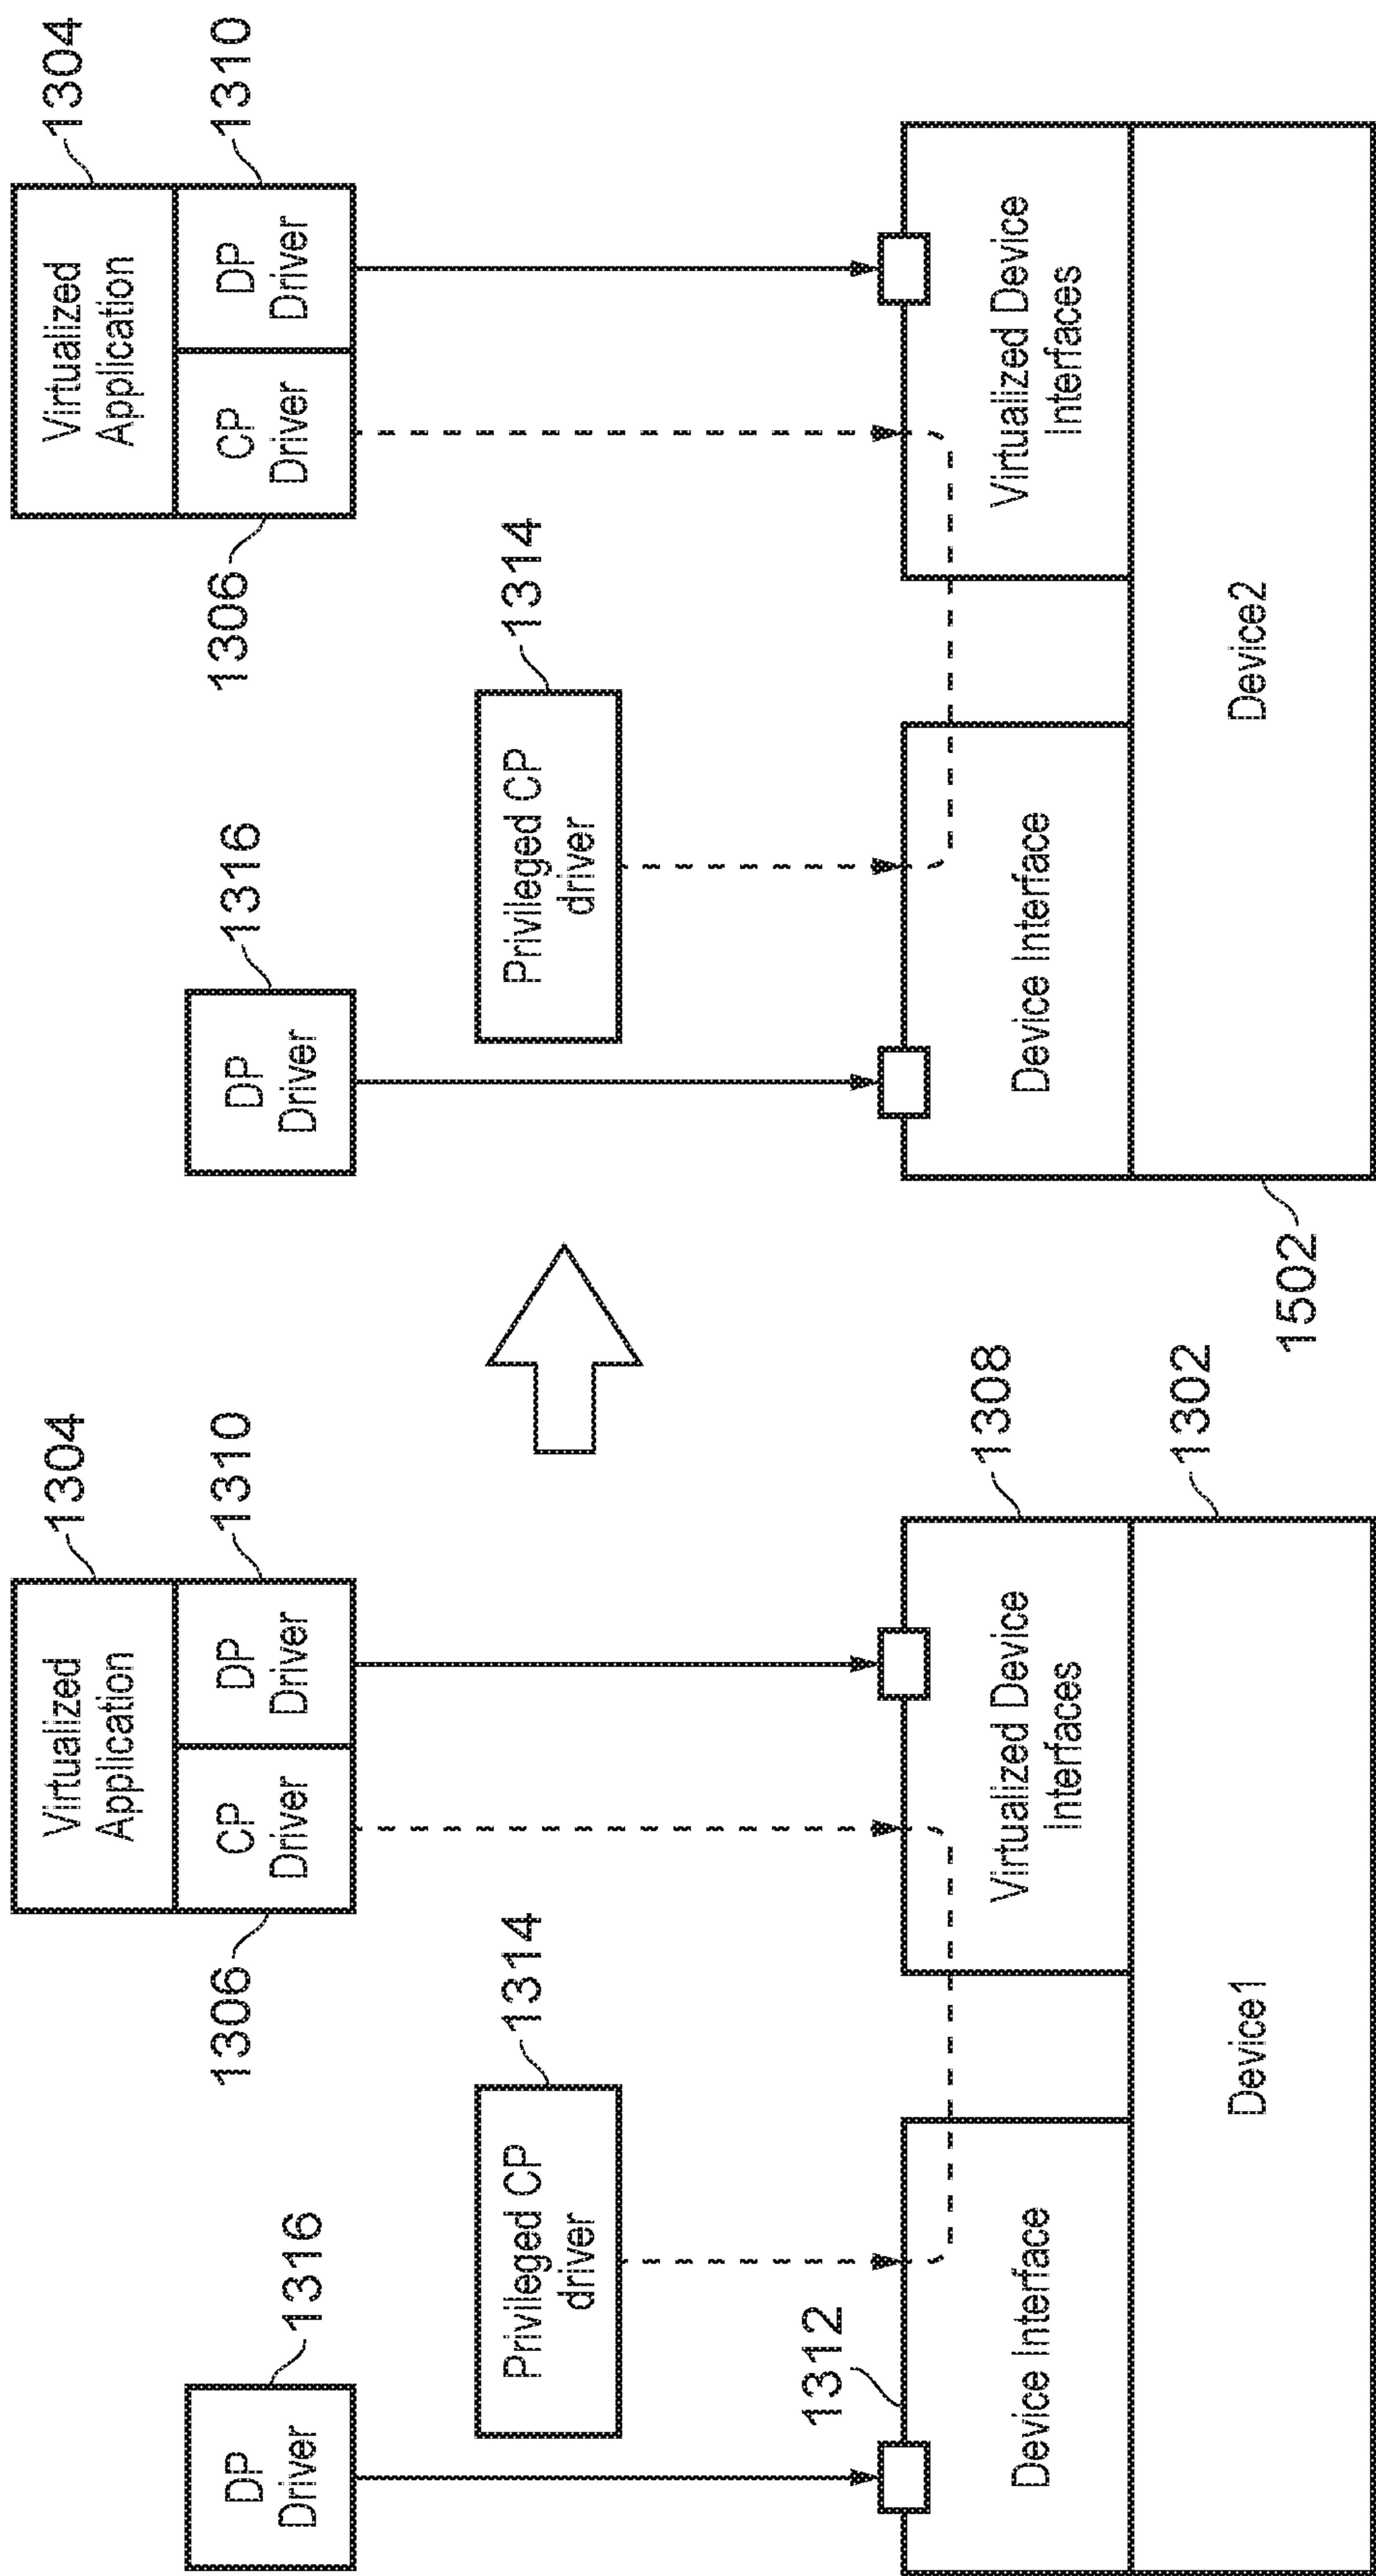 1304
Virtualized
Application
1310
CP
Driver
DP
Driver
1306
1316
DP
Driver
1314
Privileged CP
driver
1312
Device Interface
Virtualized Device
Interfaces
1308
Device1
1302
1304
Virtualized
Application
1310
CP
Driver
DP
Driver
1306
1316
DP
Driver
1314
Privileged CP
driver
Device Interface
Virtualized Device
Interfaces
Device2
1502